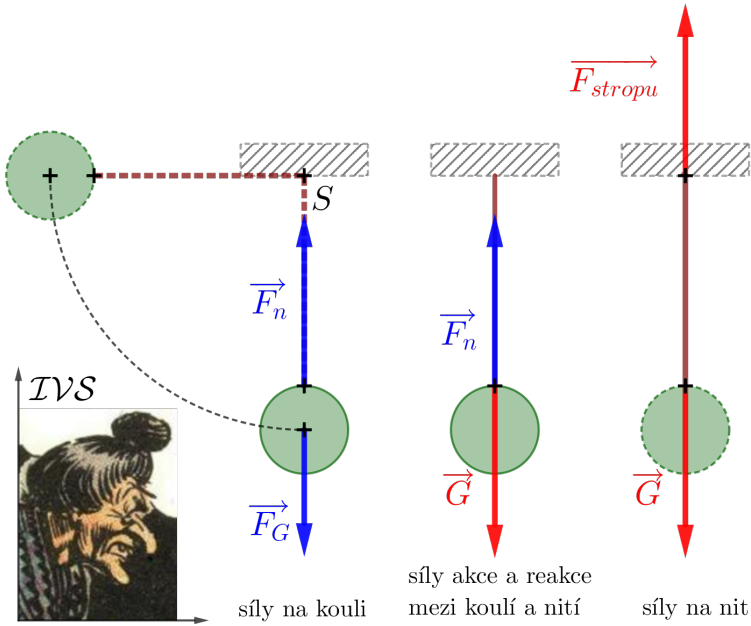 F_stropu
S
F_n
F_n
IVS
G
G
F_G
síly na kouli
síly akce a reakce
mezi koulí a nití
síly na nit